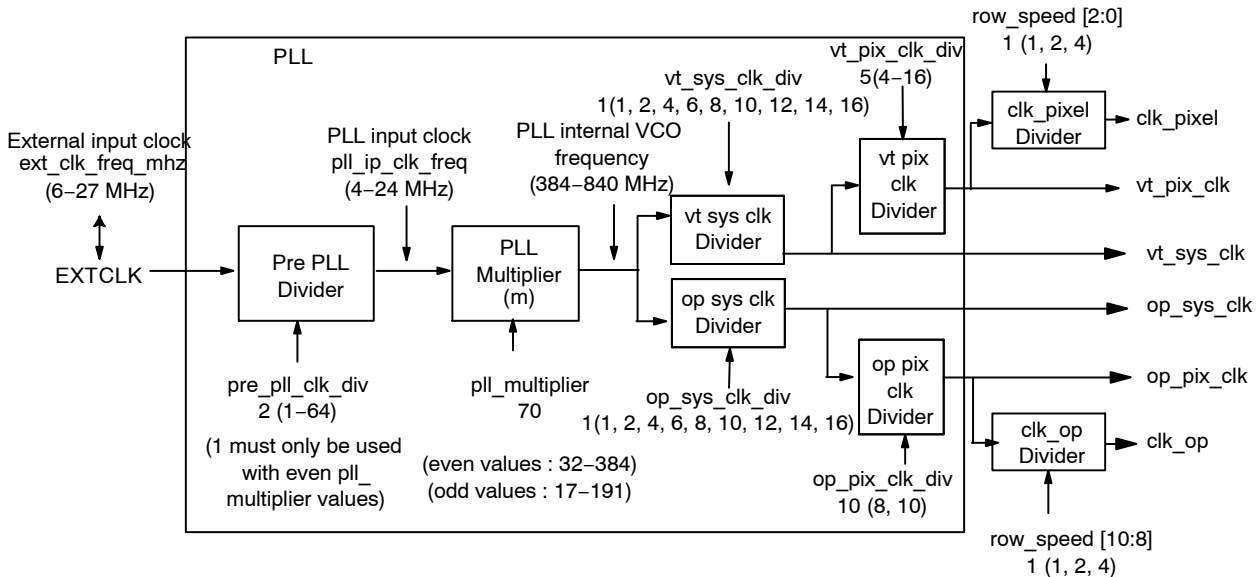 row_speed [2:0]
1 (1, 2, 4)
PLL
vt_pix_clk_div
5(4–16)
vt_sys_clk_div
1(1, 2, 4, 6, 8, 10, 12, 14, 16)
clk_pixel
Divider
clk_pixel
External input clock
ext_clk_freq_mhz
(6–27 MHz)
PLL input clock
pll_ip_clk_freq
(4–24 MHz)
PLL internal VCO
frequency
(384–840 MHz)
vt pix
clk
Divider
vt_pix_clk
vt sys clk
Divider
vt_sys_clk
EXTCLK
Pre PLL
Divider
PLL
Multiplier
(m)
op sys clk
Divider
op_sys_clk
op pix
clk
Divider
op_pix_clk
pre_pll_clk_div
2 (1–64)
(1 must only be used
with even pll_
multiplier values)
pll_multiplier
70
(even values : 32–384)
(odd values : 17–191)
op_sys_clk_div
1(1, 2, 4, 6, 8, 10, 12, 14, 16)
clk_op
Divider
clk_op
op_pix_clk_div
10 (8, 10)
row_speed [10:8]
1 (1, 2, 4)